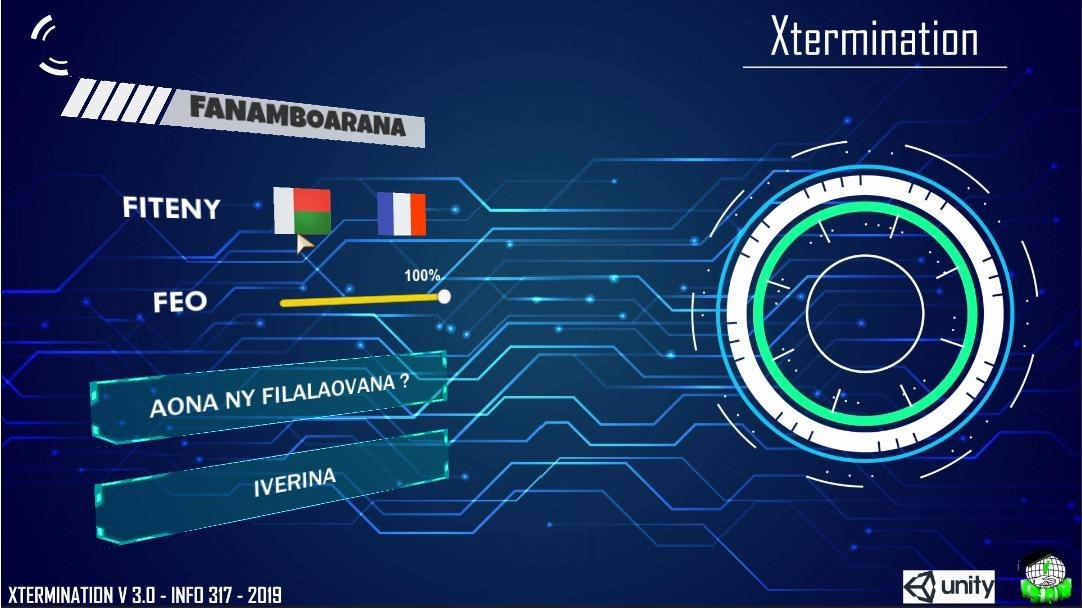 Xtermination
FANAMBOARANA
FITENY
100%
FEO
AONA NY FILALAOVANA ?
IVERINA
XTERMINATION V 3.0 - INFO 317 - 2019
unity